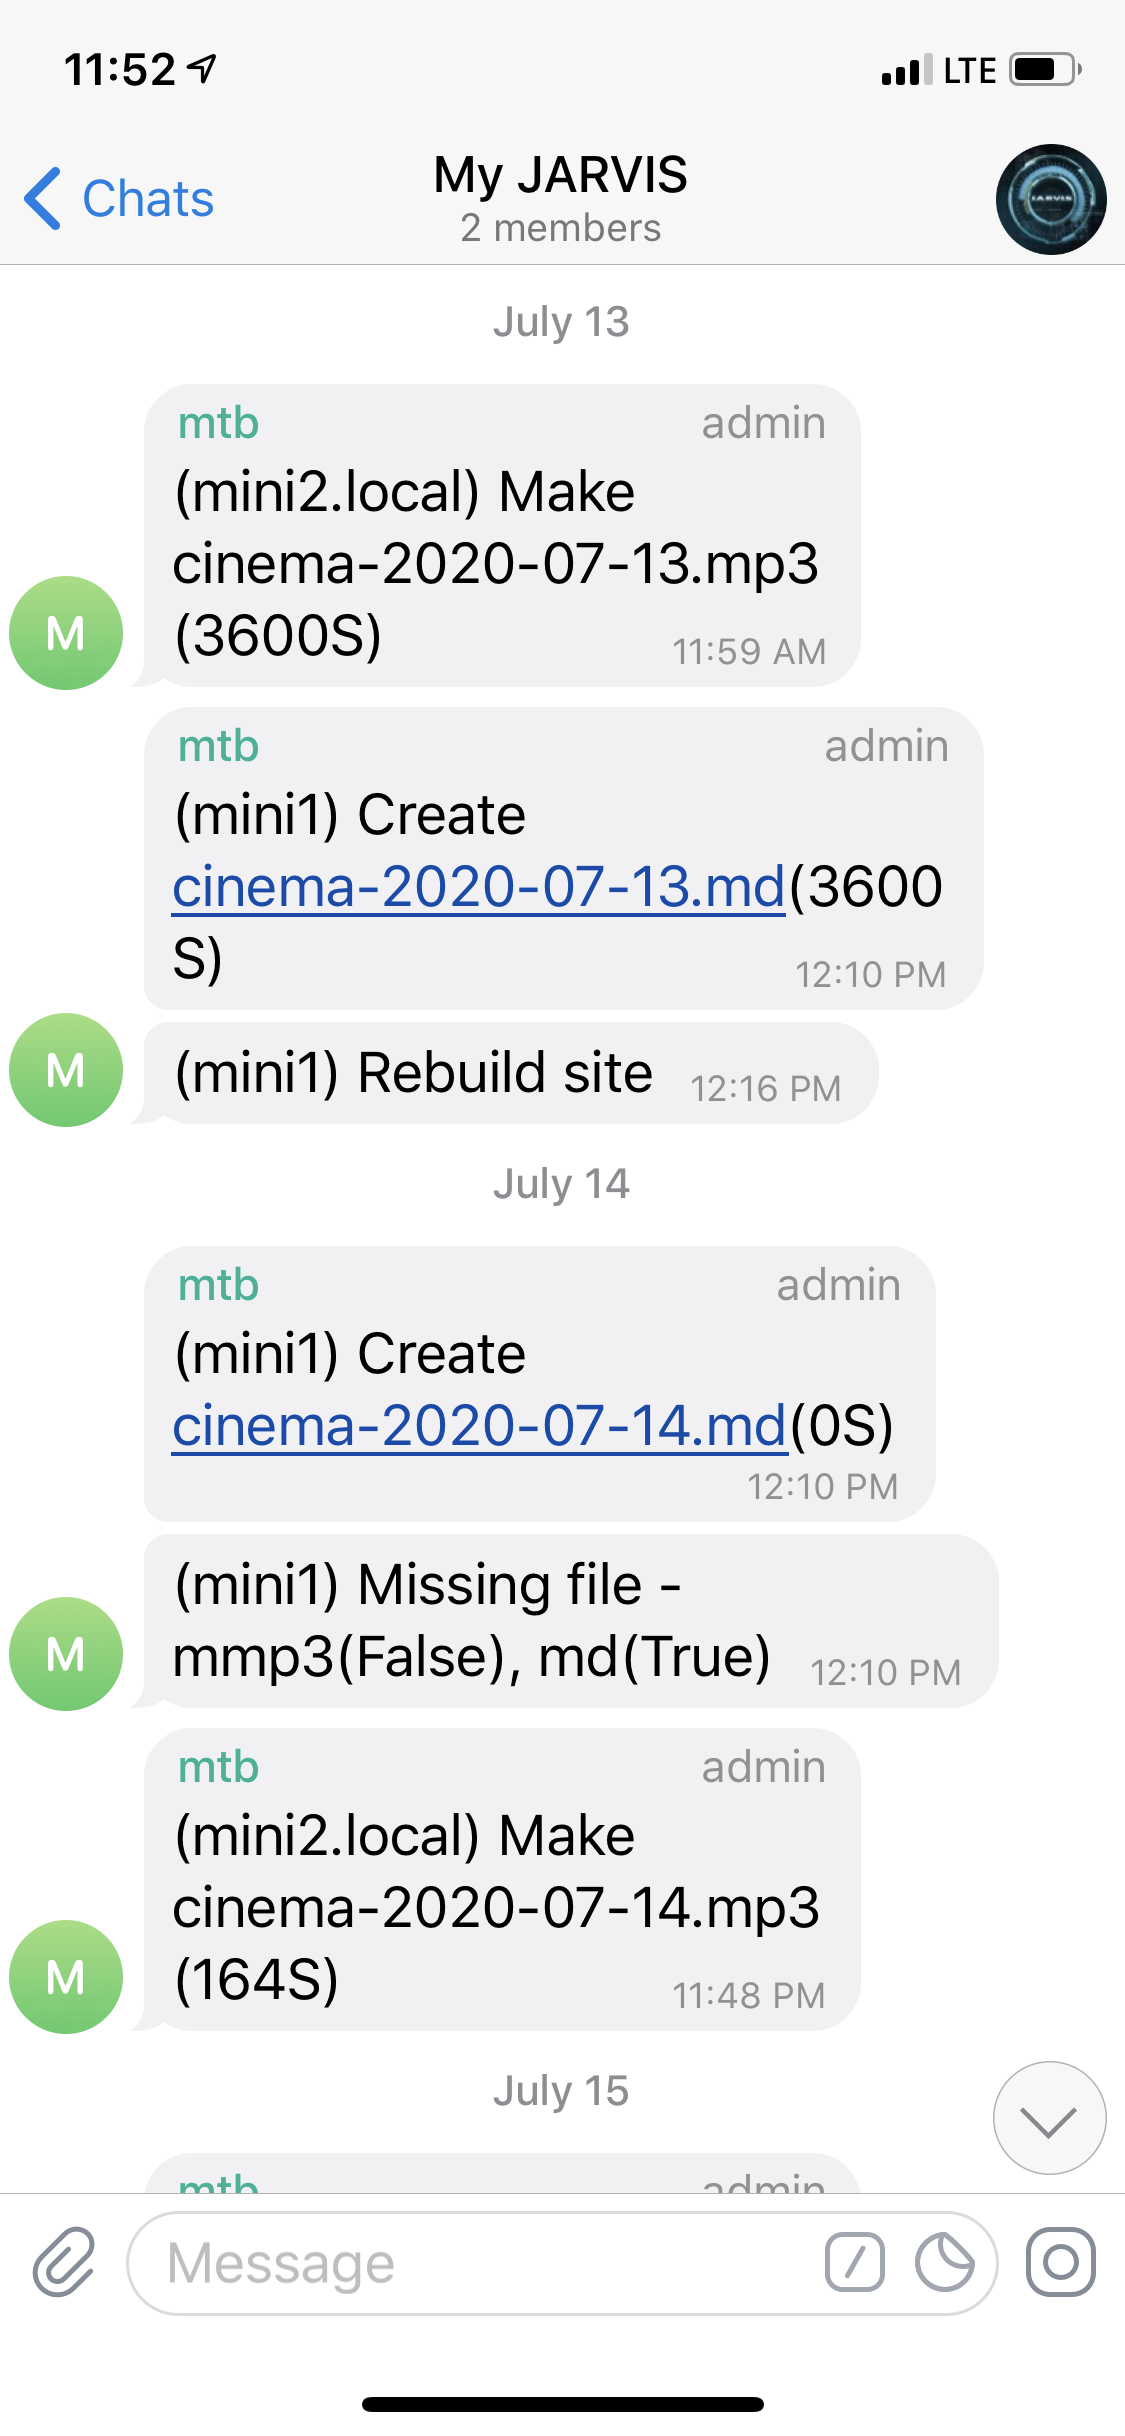 11:52
LTE
Chats
My JARVIS
2 members
JARVIS
July 13
mtb admin
(mini2.local) Make
cinema-2020-07-13.mp3
(3600S) 11:59 AM
M
mtb admin
(mini1) Create
cinema-2020-07-13.md(3600
S) 12:10 PM
(mini1) Rebuild site 12:16 PM
M
July 14
mtb admin
(mini1) Create
cinema-2020-07-14.md(0S)
12:10 PM
(mini1) Missing file -
mmp3(False), md(True) 12:10 PM
M
mtb admin
(mini2.local) Make
cinema-2020-07-14.mp3
(164S) 11:48 PM
M
July 15
mtb admin
Message